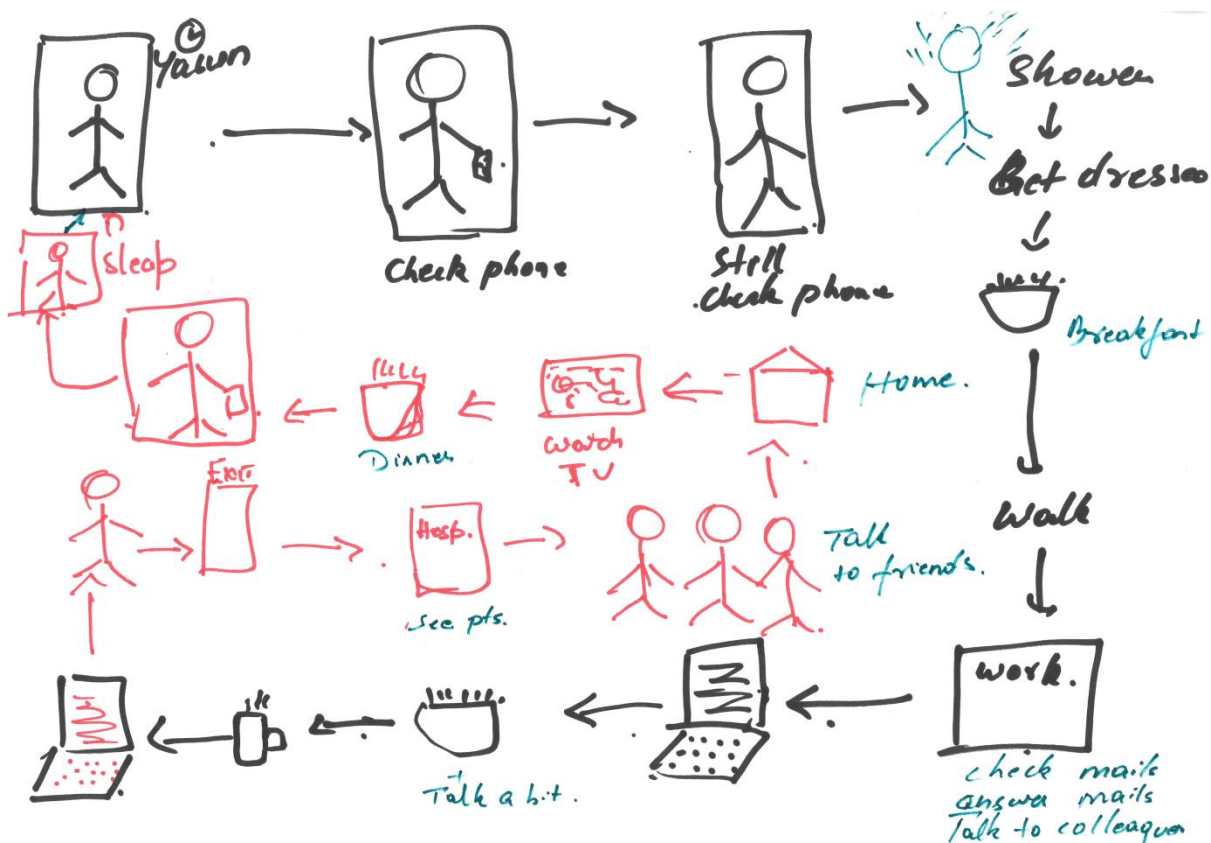 Yawn
Check phone
Still
check phone
Shower
Get dressed
Breakfast
Walk
work.
check mails
answer mails
Talk to colleagues
Talk a bit.
Exit
Hosp.
see pts.
Talk
to friends.
Home.
Watch
TV
Dinner
Sleep